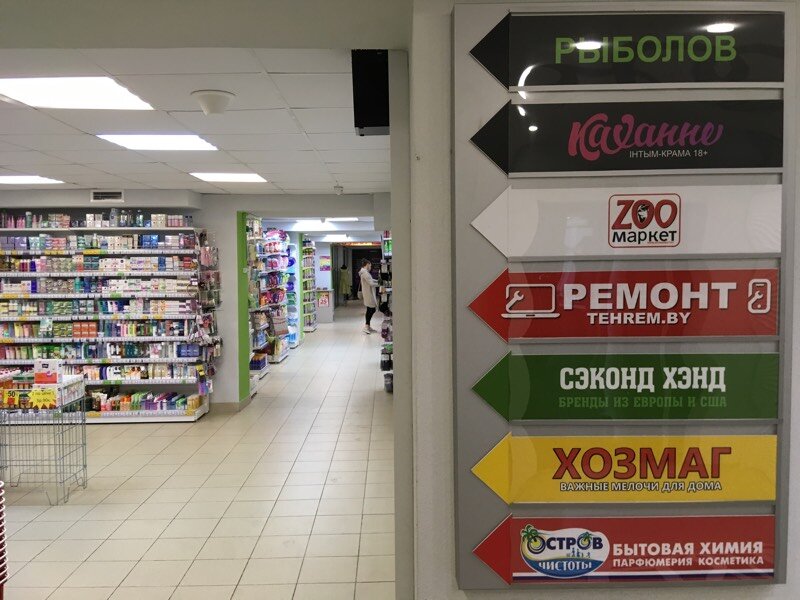 РЫБОЛОВ
Каханне
ІНТЫМ-КРАМА 18+
ZOO
маркет
РЕМОНТ
TEHREM.BY
СЭКОНД ХЭНД
БРЕНДЫ ИЗ ЕВРОПЫ И США
ХОЗМАГ
ВАЖНЫЕ МЕЛОЧИ ДЛЯ ДОМА
ОСТРОВ
ЧИСТОТЫ
БЫТОВАЯ ХИМИЯ
ПАРФЮМЕРИЯ КОСМЕТИКА
50